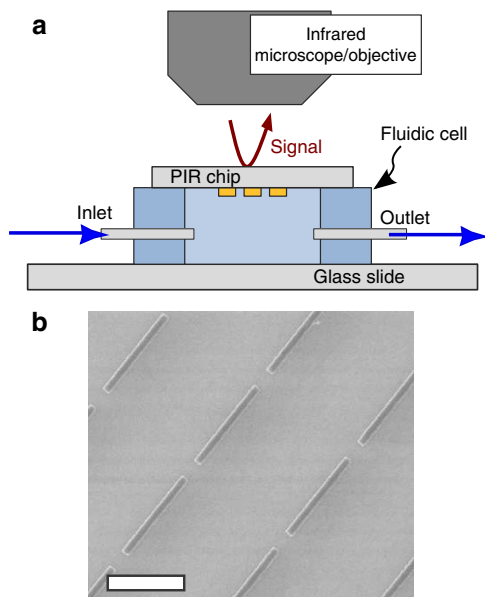 a
Infrared
microscope/objective
Signal
Fluidic cell
PIR chip
Inlet
Outlet
Glass slide
b